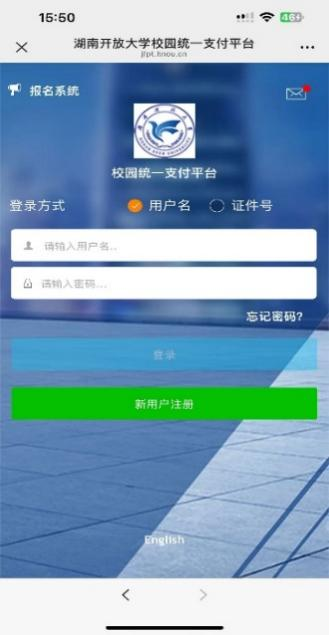 15:50
46
湖南开放大学校园统一支付平台
jfpt.hnou.cn
报名系统
校园统一支付平台
登录方式 用户名 证件号
请输入用户名..
请输入密码...
忘记密码?
登录
新用户注册
English